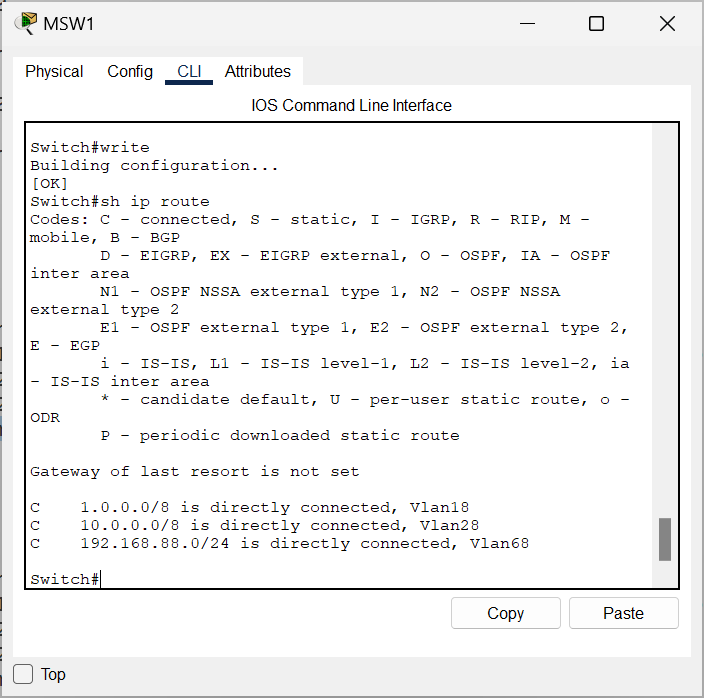 MSW1
Physical Config CLI Attributes
IOS Command Line Interface
Switch#write
Building configuration...
[OK]
Switch#sh ip route
Codes: C - connected, S - static, I - IGRP, R - RIP, M -
mobile, B - BGP
D - EIGRP, EX - EIGRP external, O - OSPF, IA - OSPF
inter area
N1 - OSPF NSSA external type 1, N2 - OSPF NSSA
external type 2
E1 - OSPF external type 1, E2 - OSPF external type 2,
E - EGP
i - IS-IS, L1 - IS-IS level-1, L2 - IS-IS level-2, ia
- IS-IS inter area
* - candidate default, U - per-user static route, o -
ODR
P - periodic downloaded static route
Gateway of last resort is not set
C 1.0.0.0/8 is directly connected, Vlan18
C 10.0.0.0/8 is directly connected, Vlan28
C 192.168.88.0/24 is directly connected, Vlan68
Switch#
Copy Paste
Top